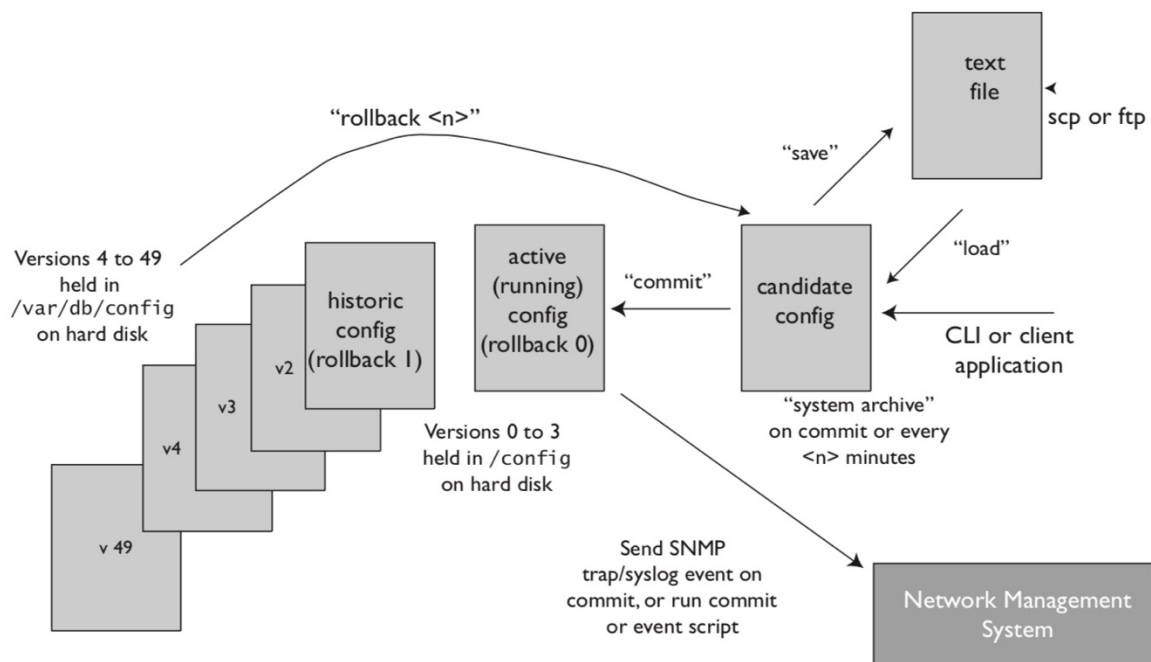 text
file
scp or ftp
“rollback <n>”
“save”
“load”
Versions 4 to 49
held in
/var/db/config
on hard disk
historic
config
(rollback 1)
v2
v3
v4
v 49
active
(running)
config
(rollback 0)
“commit”
candidate
config
CLI or client
application
Versions 0 to 3
held in /config
on hard disk
“system archive”
on commit or every
<n> minutes
Send SNMP
trap/syslog event on
commit, or run commit
or event script
Network Management
System